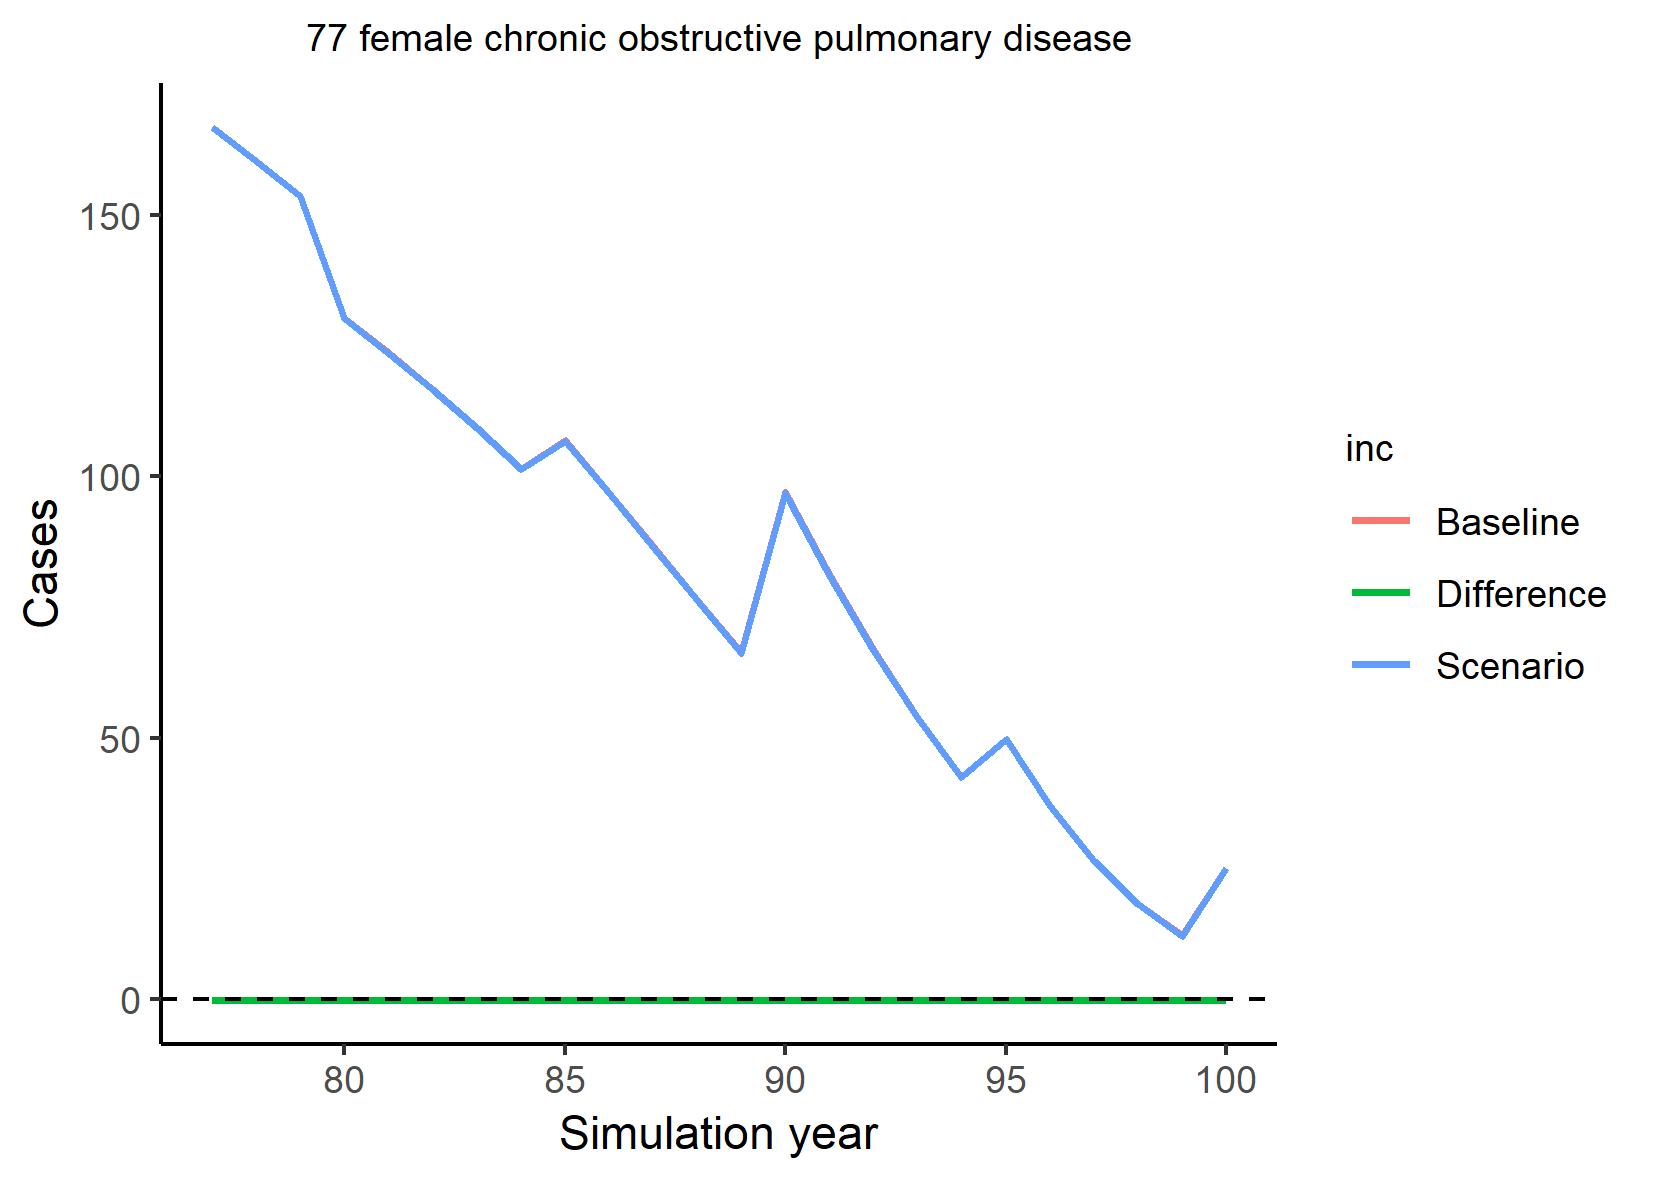 77 female chronic obstructive pulmonary disease
Cases
150
100
50
0
80 85 90 95 100
Simulation year
inc
Baseline
Difference
Scenario